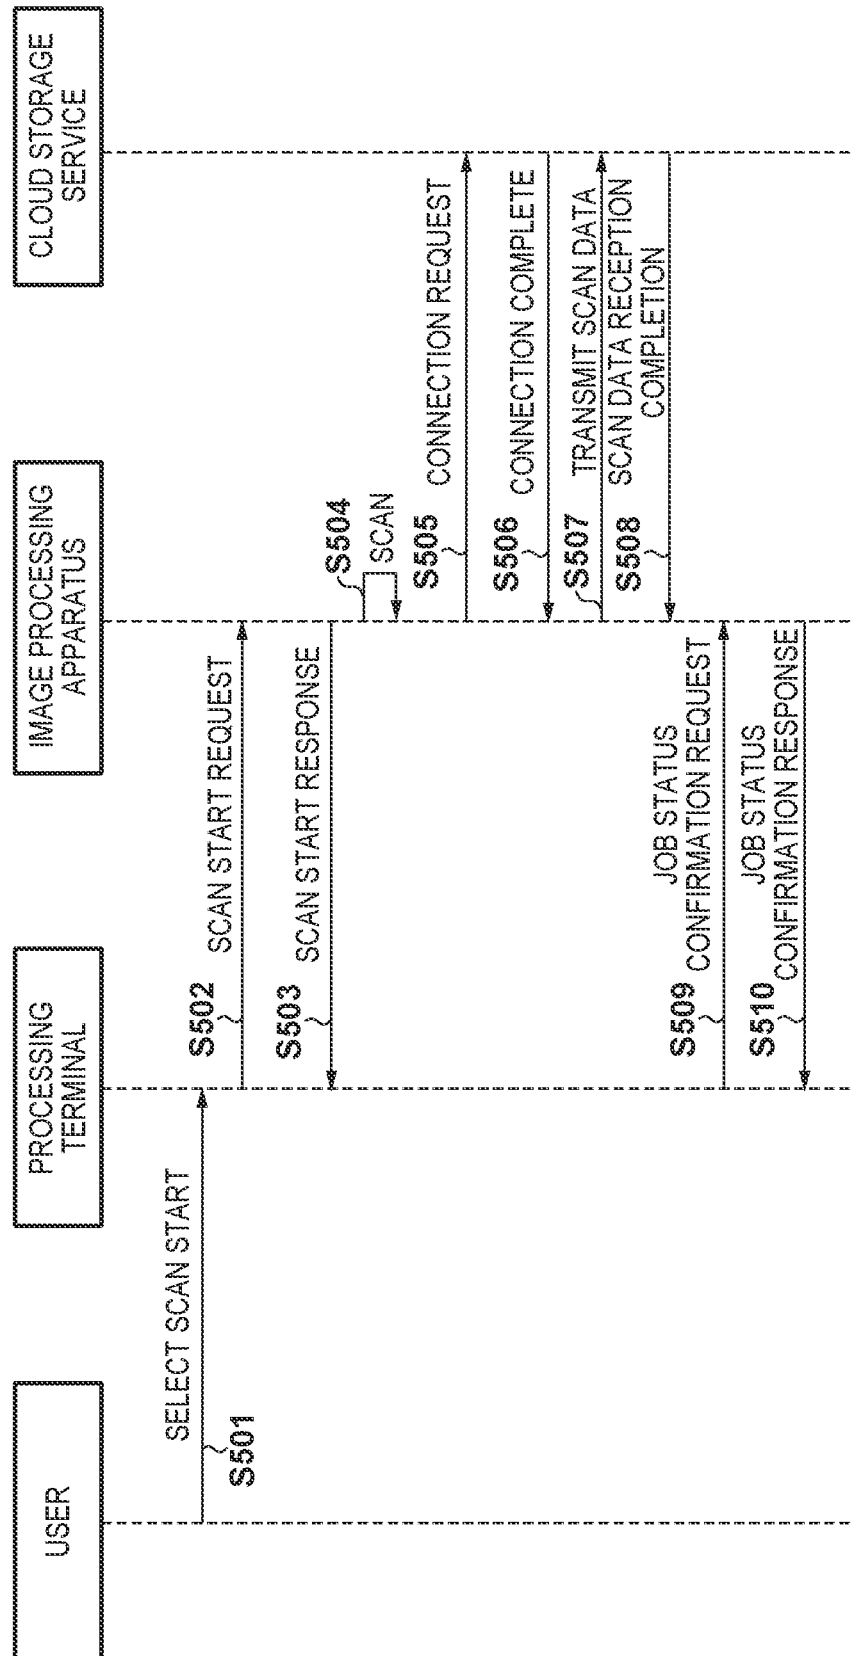 USER
PROCESSING
TERMINAL
IMAGE PROCESSING
APPARATUS
CLOUD STORAGE
SERVICE
SELECT SCAN START
S501
S502
SCAN START REQUEST
S503
SCAN START RESPONSE
S504
SCAN
S505
CONNECTION REQUEST
S506
CONNECTION COMPLETE
S507
TRANSMIT SCAN DATA
S508
SCAN DATA RECEPTION
COMPLETION
S509
JOB STATUS
CONFIRMATION REQUEST
S510
JOB STATUS
CONFIRMATION RESPONSE